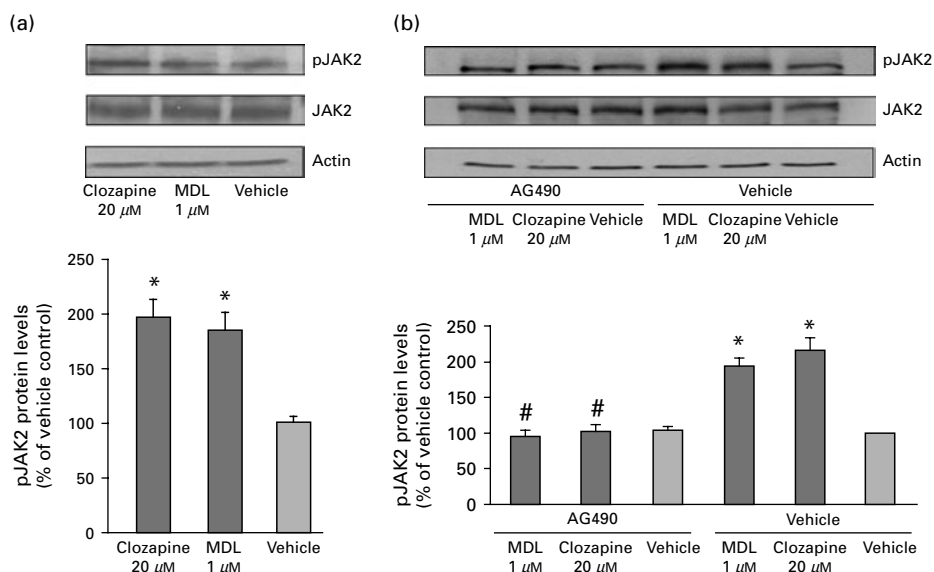 (a)
pJAK2
JAK2
Actin
Clozapine MDL Vehicle
20 μM 1 μM
pJAK2 protein levels
(% of vehicle control)
250
200
150
100
50
0
* *
Clozapine MDL Vehicle
20 μM 1 μM
(b)
pJAK2
JAK2
Actin
AG490 Vehicle
MDL Clozapine Vehicle MDL Clozapine Vehicle
1 μM 20 μM 1 μM 20 μM
pJAK2 protein levels
(% of vehicle control)
250
200
150
100
50
0
# # * *
AG490 Vehicle
MDL Clozapine Vehicle MDL Clozapine Vehicle
1 μM 20 μM 1 μM 20 μM